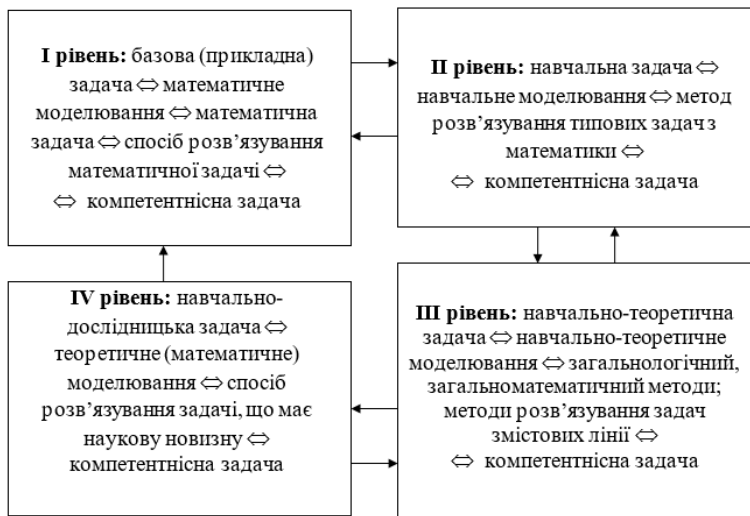 І рівень: базова (прикладна)
задача ⇔ математичне
моделювання ⇔ математична
задача ⇔ спосіб розв’язування
математичної задачі ⇔
⇔ компетентнісна задача
ІІ рівень: навчальна задача ⇔
навчальне моделювання ⇔ метод
розв’язування типових задач з
математики ⇔
⇔ компетентнісна задача
IV рівень: навчально-
дослідницька задача ⇔
теоретичне (математичне)
моделювання ⇔ спосіб
розв’язування задачі, що має
наукову новизну ⇔
компетентнісна задача
ІІІ рівень: навчально-теоретична
задача ⇔ навчально-теоретичне
моделювання ⇔ загальнологічний,
загальноматематичний методи;
методи розв’язування задач
змістових лінії ⇔
⇔ компетентнісна задача